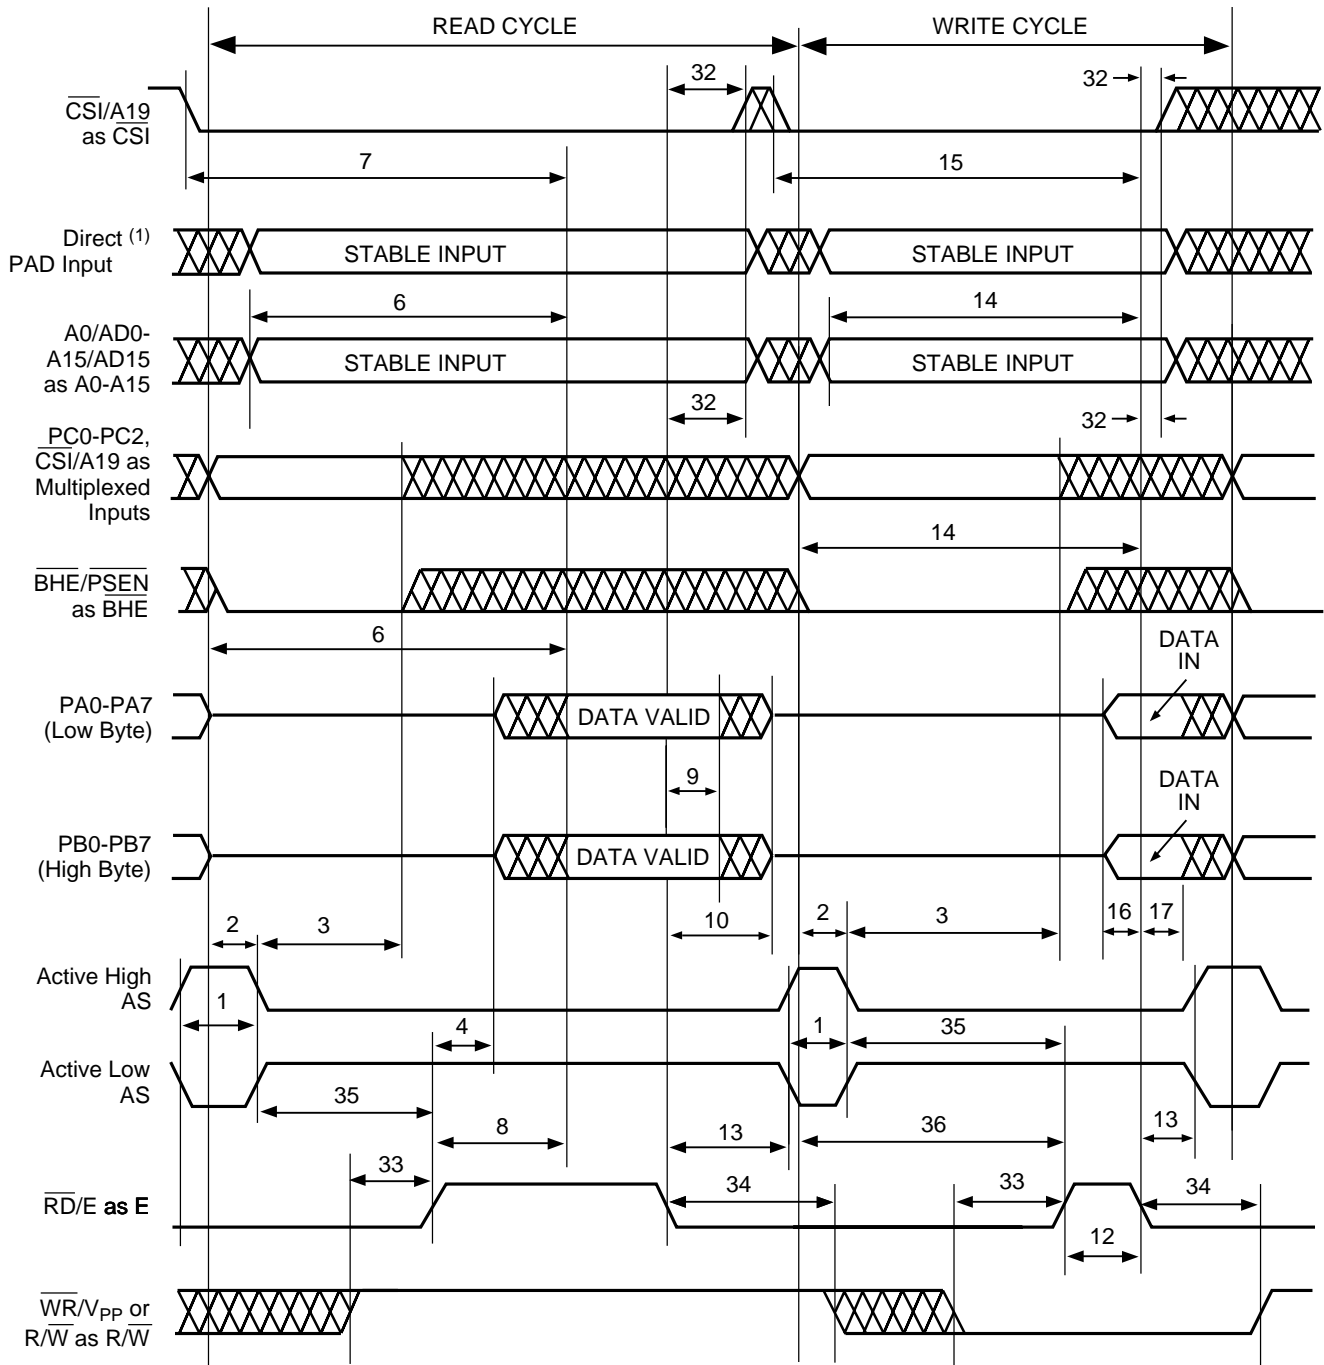 READ CYCLE
WRITE CYCLE
32
32
CSI/A19
as CSI
7
15
Direct (1)
PAD Input
STABLE INPUT
STABLE INPUT
6
14
A0/AD0-
A15/AD15
as A0-A15
STABLE INPUT
STABLE INPUT
32
32
PC0-PC2,
CSI/A19 as
Multiplexed
Inputs
14
BHE/PSEN
as BHE
6
DATA
IN
PA0-PA7
(Low Byte)
DATA VALID
9
DATA
IN
PB0-PB7
(High Byte)
DATA VALID
2
3
10
2
3
16
17
Active High
AS
1
4
1
35
Active Low
AS
35
8
13
36
13
33
34
33
34
RD/E as E
12
WR/VPP or
R/W as R/W